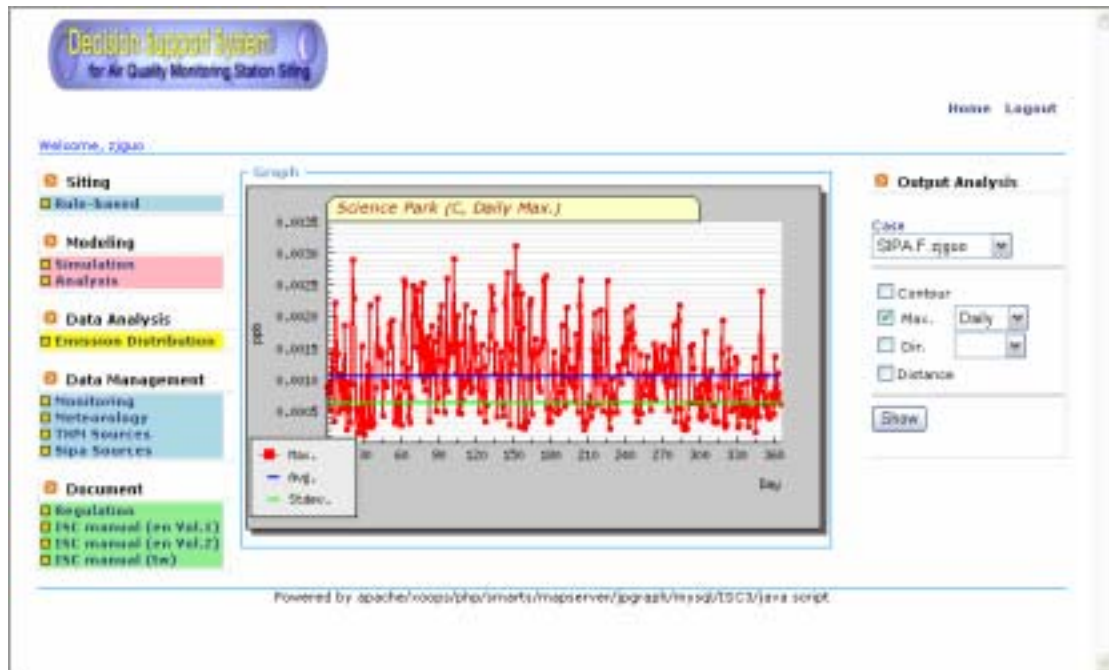 Decision Support System
for Air Quality Monitoring Station Siting
Home Logout
Welcome, zjguo
Siting
Rule-based
Modeling
Simulation
Analysis
Data Analysis
Emission Distribution
Data Management
Monitoring
Meteorology
THM Sources
Sipa Sources
Document
Regulation
ISC manual (en Vol.1)
ISC manual (en Vol.2)
ISC manual (tw)
Graph
Science Park (C, Daily Max.)
0.0035
0.0030
0.0025
0.0020
0.0015
0.0010
0.0005
ppb
30 60 90 120 150 180 210 240 270 300 330 360
Day
Max.
Avg.
Stdev.
Output Analysis
Case
SIPA.F.zjguo
Contour
Max. Daily
Dir.
Distance
Show
Powered by apache/xoops/php/smarts/mapserver/jpgraph/mysql/ISC3/java script